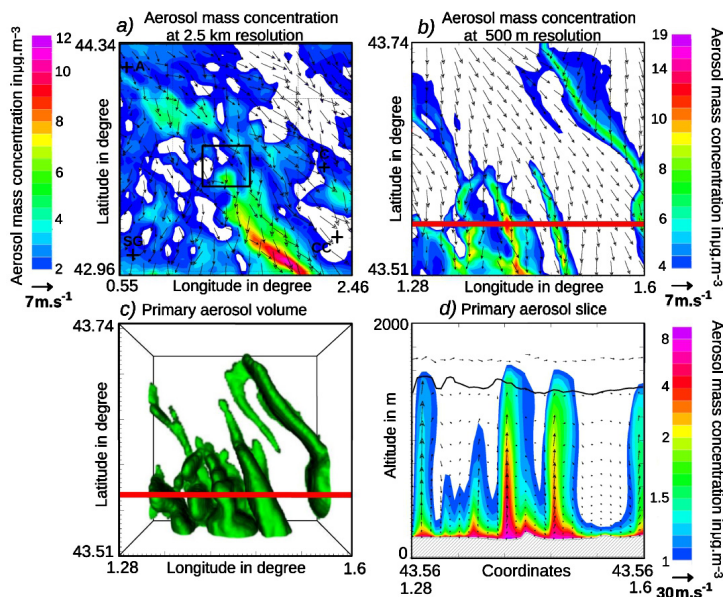 a) Aerosol mass concentration
at 2.5 km resolution
Aerosol mass concentration in µg.m-3
12
10
8
6
4
2
7m.s-1
44.34
Latitude in degree
42.96
0.55
Longitude in degree
2.46
A
SG
b) Aerosol mass concentration
at 500 m resolution
43.74
Latitude in degree
43.51
1.28
Longitude in degree
1.6
19
14
10
8
6
4
Aerosol mass concentration inµg.m-3
7m.s-1
c) Primary aerosol volume
43.74
Latitude in degree
43.51
1.28
Longitude in degree
1.6
d) Primary aerosol slice
2000
Altitude in m
0
43.56
1.28
Coordinates
43.56
1.6
8
6
4
2
1.5
1
Aerosol mass concentration inµg.m-3
30m.s-1